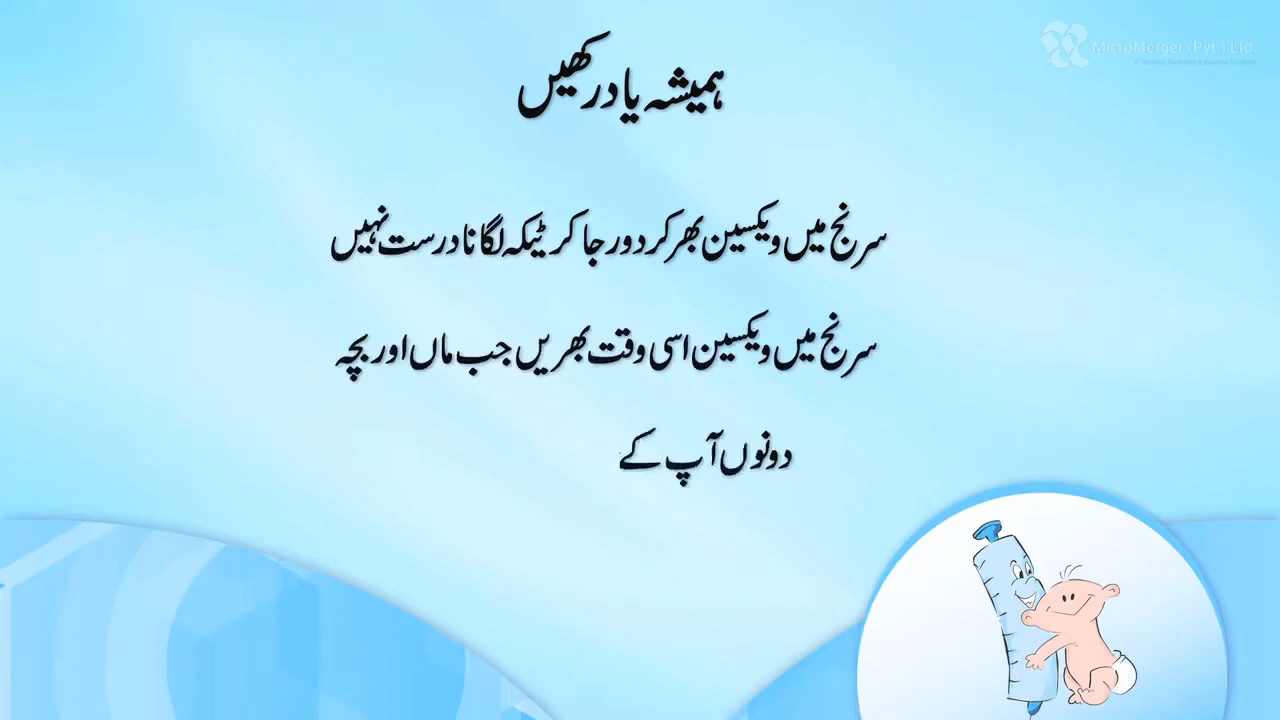 ہمیشہ یاد رکھیں
MicroMerger (Pvt.) Ltd
سرنج میں ویکسین بھر کر دور جا کر ٹیکہ لگانا درست نہیں
سرنج میں ویکسین اسی وقت بھریں جب ماں اور بچہ
دونوں آپ کے